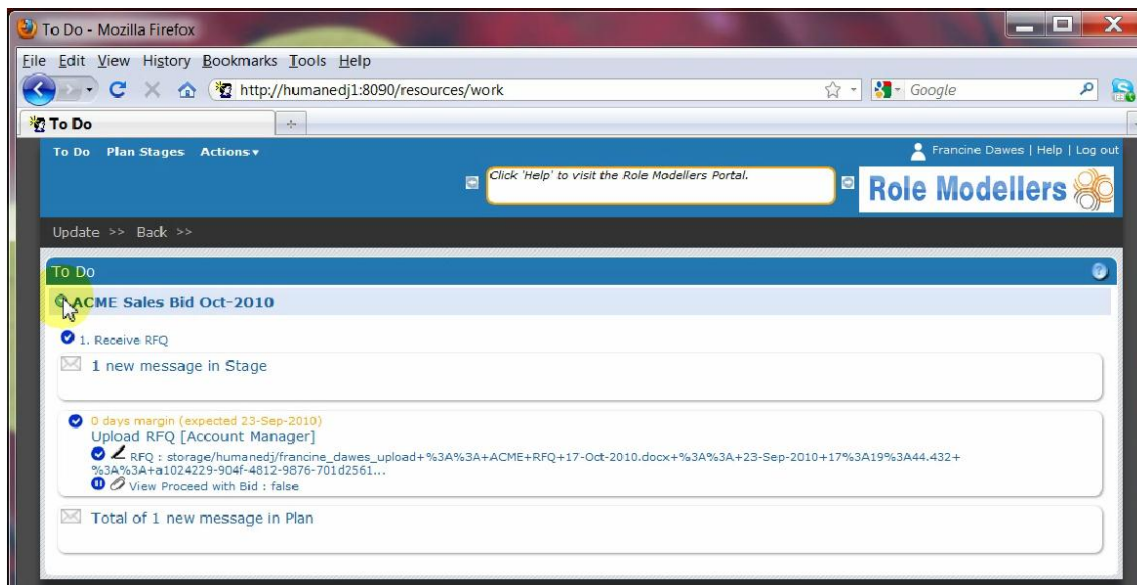 To Do - Mozilla Firefox
File Edit View History Bookmarks Tools Help
http://humanedj1:8090/resources/work
Google
To Do
To Do Plan Stages Actions
Francine Dawes | Help | Log out
Click 'Help' to visit the Role Modellers Portal.
Role Modellers
Update >> Back >>
To Do
ACME Sales Bid Oct-2010
1. Receive RFQ
1 new message in Stage
0 days margin (expected 23-Sep-2010)
Upload RFQ [Account Manager]
RFQ : storage/humanedj/francine_dawes_upload+%3A%3A+ACME+RFQ+17-Oct-2010.docx+%3A%3A+23-Sep-2010+17%3A19%3A44.432+
%3A%3A+a1024229-904f-4812-9876-701d2561...
View Proceed with Bid : false
Total of 1 new message in Plan